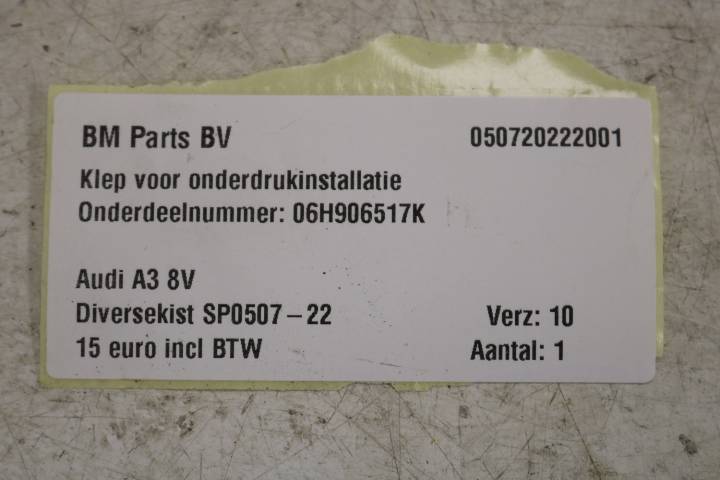 BM Parts BV 050720222001
Klep voor onderdrukinstallatie
Onderdeelnummer: 06H906517K
Audi A3 8V
Diversekist SP0507-22 Verz: 10
15 euro incl BTW Aantal: 1